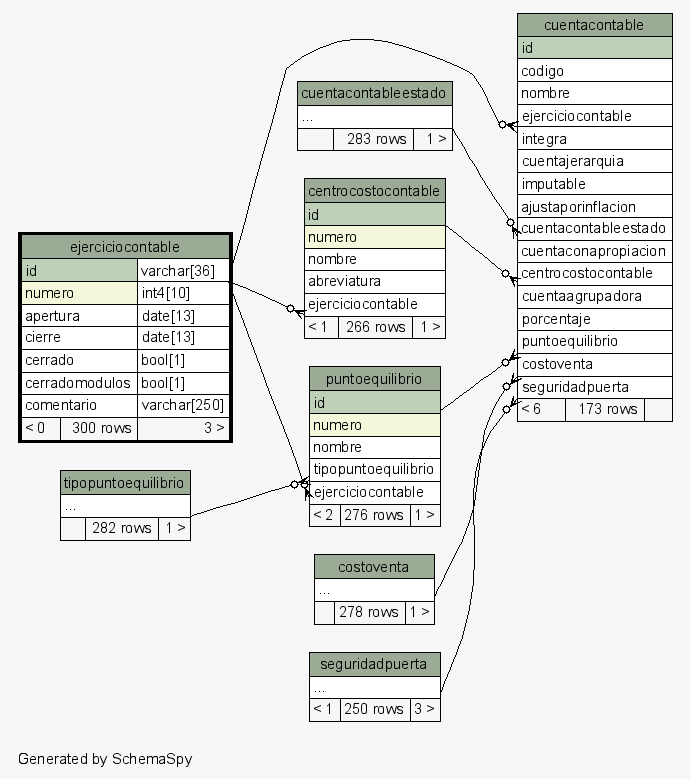 cuentacontable
id
codigo
nombre
ejerciciocontable
integra
cuentajerarquia
imputable
ajustaporinflacion
cuentacontableestado
cuentaconapropiacion
centrocostocontable
cuentaagrupadora
porcentaje
puntoequilibrio
costoventa
seguridadpuerta
< 6 173 rows
cuentacontableestado
...
283 rows 1 >
centrocostocontable
id
numero
nombre
abreviatura
ejerciciocontable
< 1 266 rows 1 >
ejerciciocontable
id varchar[36]
numero int4[10]
apertura date[13]
cierre date[13]
cerrado bool[1]
cerradomodulos bool[1]
comentario varchar[250]
< 0 300 rows 3 >
puntoequilibrio
id
numero
nombre
tipopuntoequilibrio
ejerciciocontable
< 2 276 rows 1 >
tipopuntoequilibrio
...
282 rows 1 >
costoventa
...
278 rows 1 >
seguridadpuerta
...
< 1 250 rows 3 >
Generated by SchemaSpy